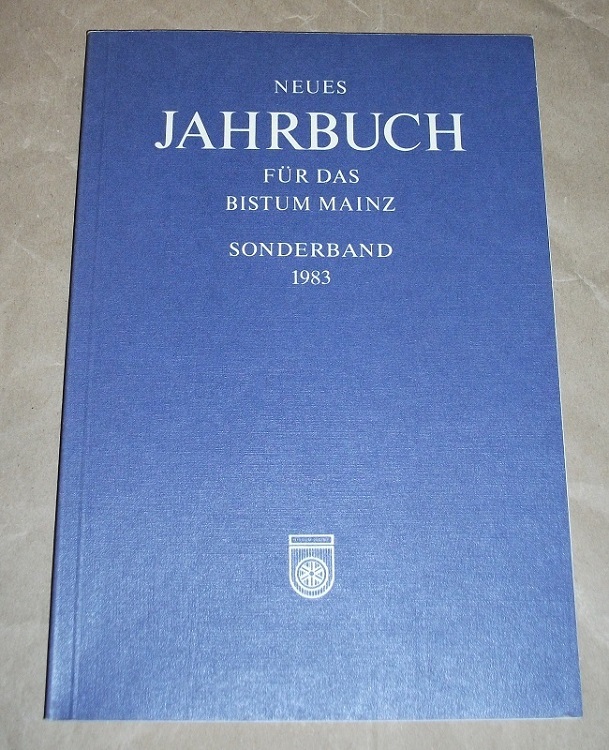 NEUES
JAHRBUCH
FÜR DAS
BISTUM MAINZ
SONDERBAND
1983